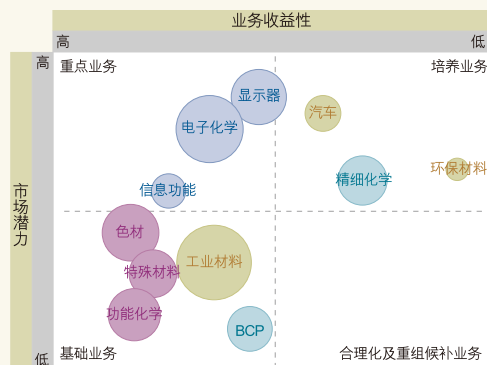 业务收益性
高
低
高
重点业务
培养业务
显示器
汽车
电子化学
环保材料
精细化学
信息功能
市场潜力
色材
工业材料
特殊材料
功能化学
BCP
基础业务
合理化及重组候补业务
低